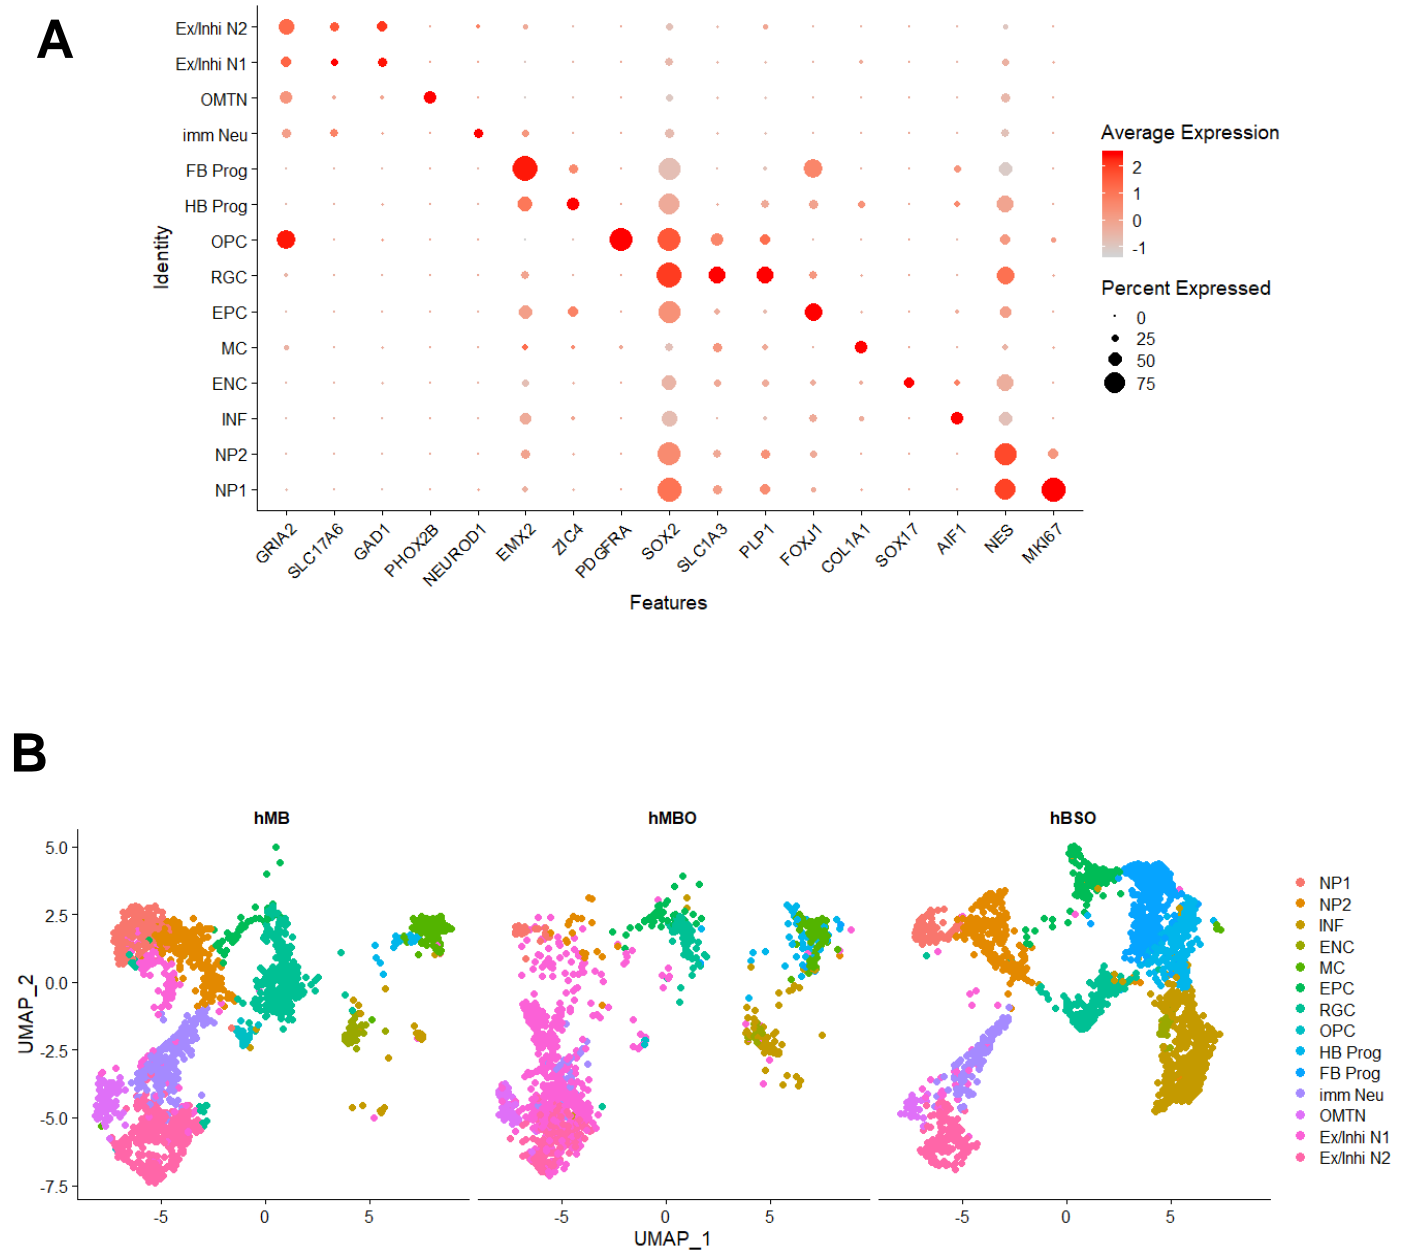 A
Ex/Inhi N2
Ex/Inhi N1
OMTN
imm Neu
FB Prog
HB Prog
OPC
RGC
EPC
MC
ENC
INF
NP2
NP1
Identity
GRIA2
SLC17A6
GAD1
PHOX2B
NEUROD1
EMX2
ZIC4
PDGFRA
SOX2
SLC1A3
PLP1
FOXJ1
COL1A1
SOX17
AIF1
NES
MKI67
Features
Average Expression
2
1
0
-1
Percent Expressed
0
25
50
75
B
hMB hMBO hBSO
5.0
2.5
0.0
-2.5
-5.0
-7.5
UMAP_2
-5 0 5 -5 0 5 -5 0 5
UMAP_1
NP1
NP2
INF
ENC
MC
EPC
RGC
OPC
HB Prog
FB Prog
imm Neu
OMTN
Ex/Inhi N1
Ex/Inhi N2